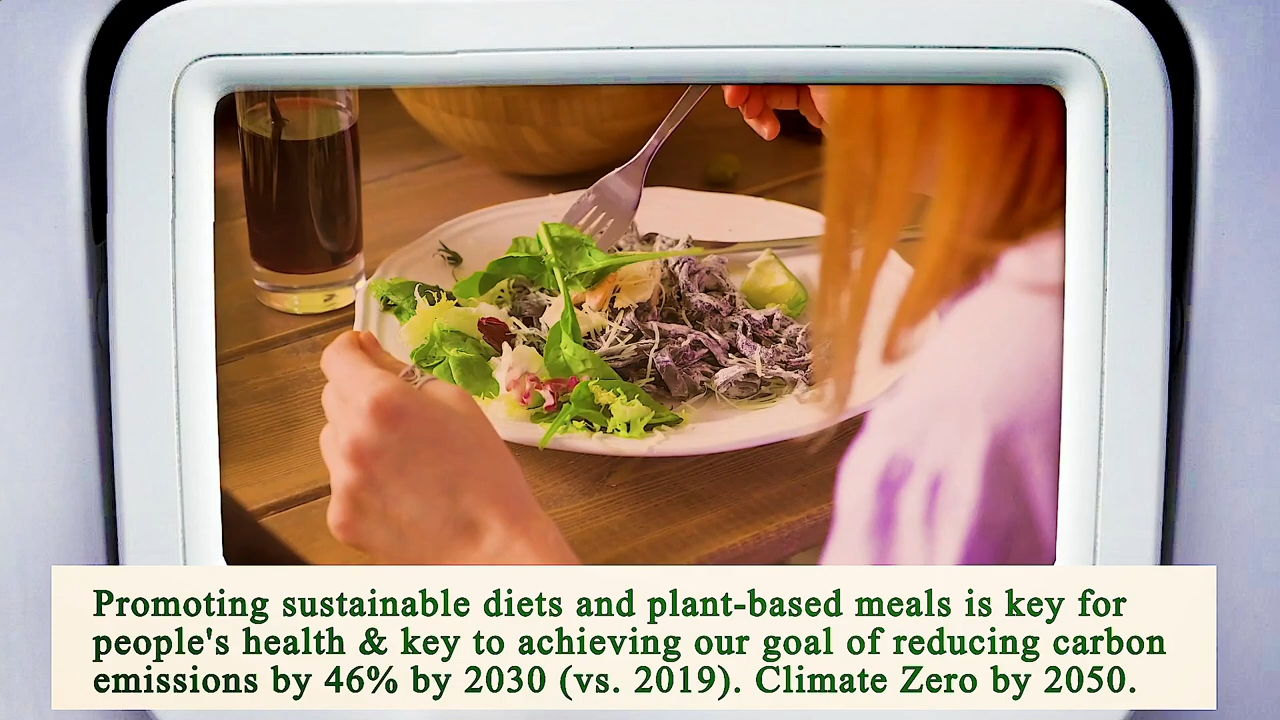 Promoting sustainable diets and plant-based meals is key for
people's health & key to achieving our goal of reducing carbon
emissions by 46% by 2030 (vs. 2019). Climate Zero by 2050.